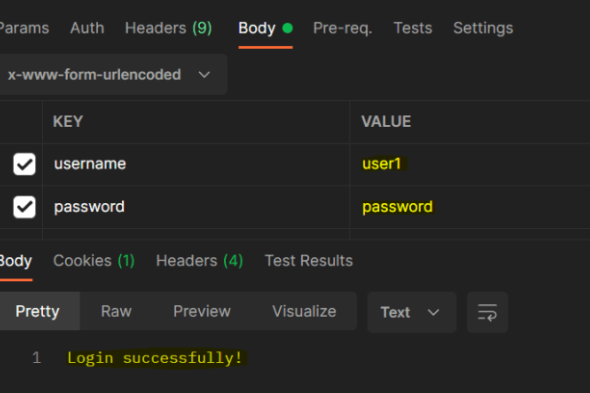 Params Auth Headers (9) Body Pre-req. Tests Settings
x-www-form-urlencoded
KEY VALUE
username user1
password password
Body Cookies (1) Headers (4) Test Results
Pretty Raw Preview Visualize Text
1 Login successfully!